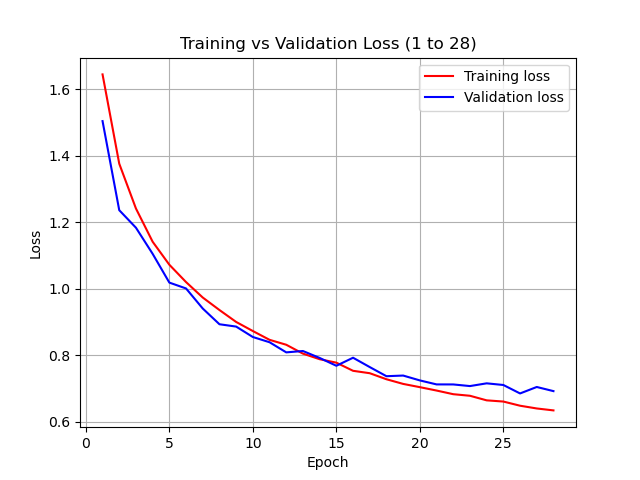 Training vs Validation Loss (1 to 28)
Training loss
Validation loss
Loss
1.6
1.4
1.2
1.0
0.8
0.6
0 5 10 15 20 25
Epoch